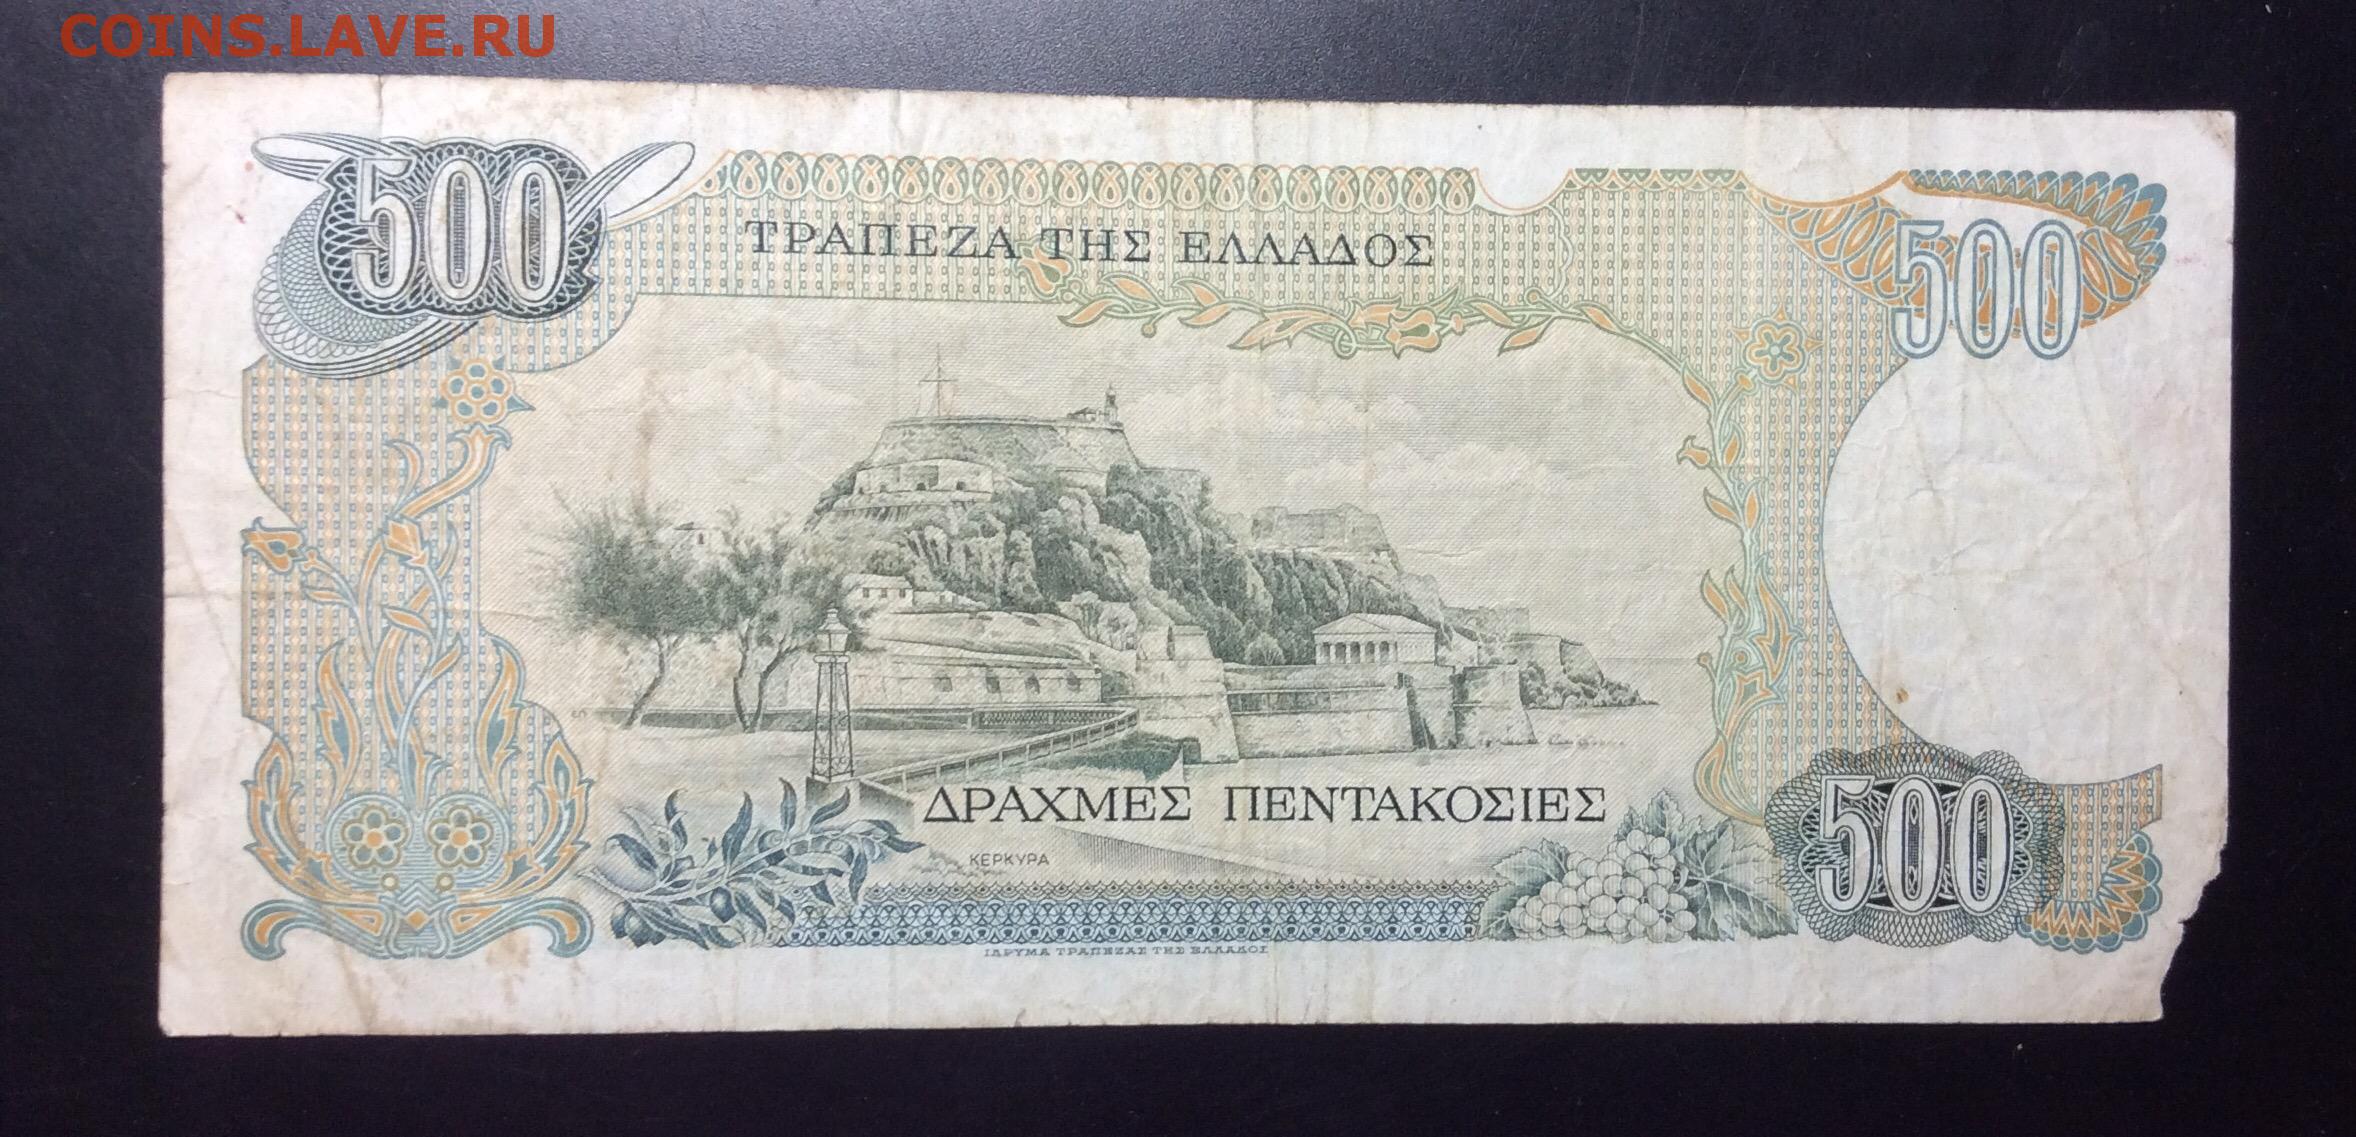 COINS.LAVE.RU
500
ΤΡΑΠΕΖΑ ΤΗΣ ΕΛΛΑΔΟΣ
500
ΔΡΑΧΜΕΣ ΠΕΝΤΑΚΟΣΙΕΣ
500
ΚΕΡΚΥΡΑ
ΙΔΡΥΜΑ ΤΡΑΠΕΖΑΣ ΤΗΣ ΕΛΛΑΔΟΣ